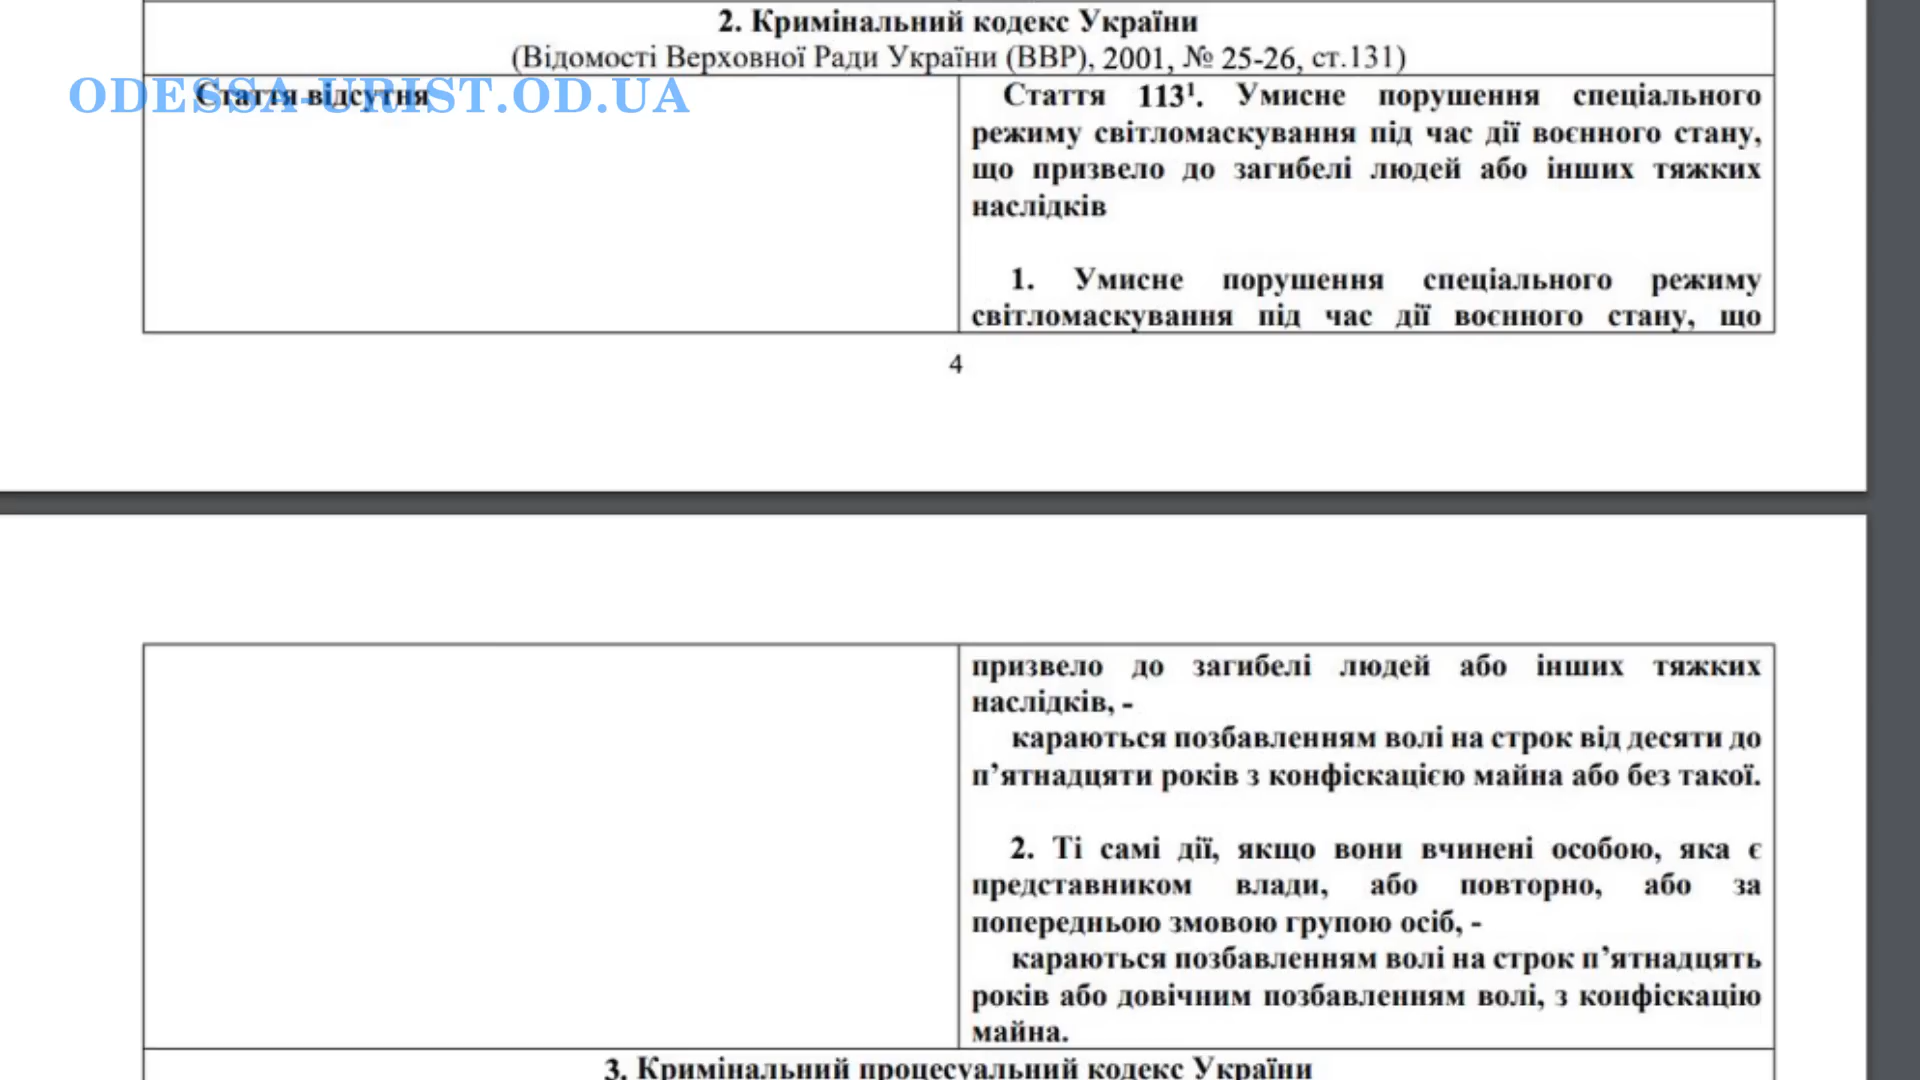 2. Кримінальний кодекс України
(Відомості Верховної Ради України (ВВР), 2001, № 25-26, ст.131)
ODESSA-URIST.OD.UA
Стаття відсутня
Стаття 113¹. Умисне порушення спеціального
режиму світломаскування під час дії воєнного стану,
що призвело до загибелі людей або інших тяжких
наслідків
1. Умисне порушення спеціального режиму
світломаскування під час дії воєнного стану, що
4
призвело до загибелі людей або інших тяжких
наслідків, -
караються позбавленням волі на строк від десяти до
п’ятнадцяти років з конфіскацією майна або без такої.
2. Ті самі дії, якщо вони вчинені особою, яка є
представником влади, або повторно, або за
попередньою змовою групою осіб, -
караються позбавленням волі на строк п’ятнадцять
років або довічним позбавленням волі, з конфіскацію
майна.
3. Кримінальний процесуальний кодекс України